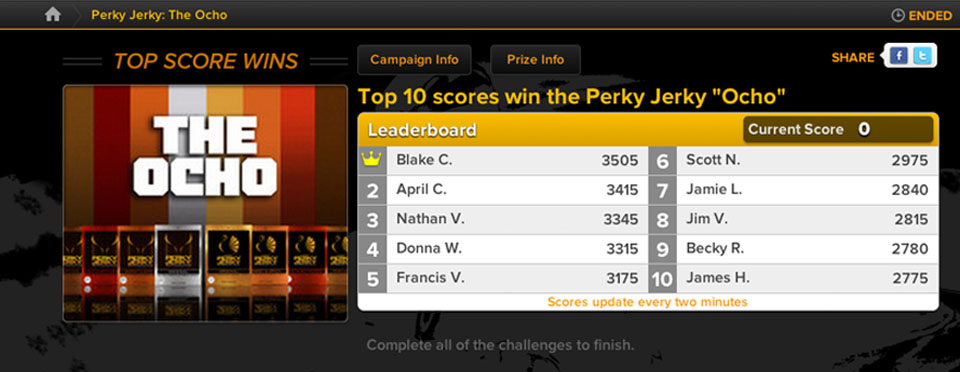 Perky Jerky: The Ocho
ENDED
TOP SCORE WINS
Campaign Info
Prize Info
SHARE
f
t
THE
OCHO
Top 10 scores win the Perky Jerky "Ocho"
Leaderboard
Current Score 0
Blake C. 3505
2 April C. 3415
3 Nathan V. 3345
4 Donna W. 3315
5 Francis V. 3175
6 Scott N. 2975
7 Jamie L. 2840
8 Jim V. 2815
9 Becky R. 2780
10 James H. 2775
Scores update every two minutes
Complete all of the challenges to finish.